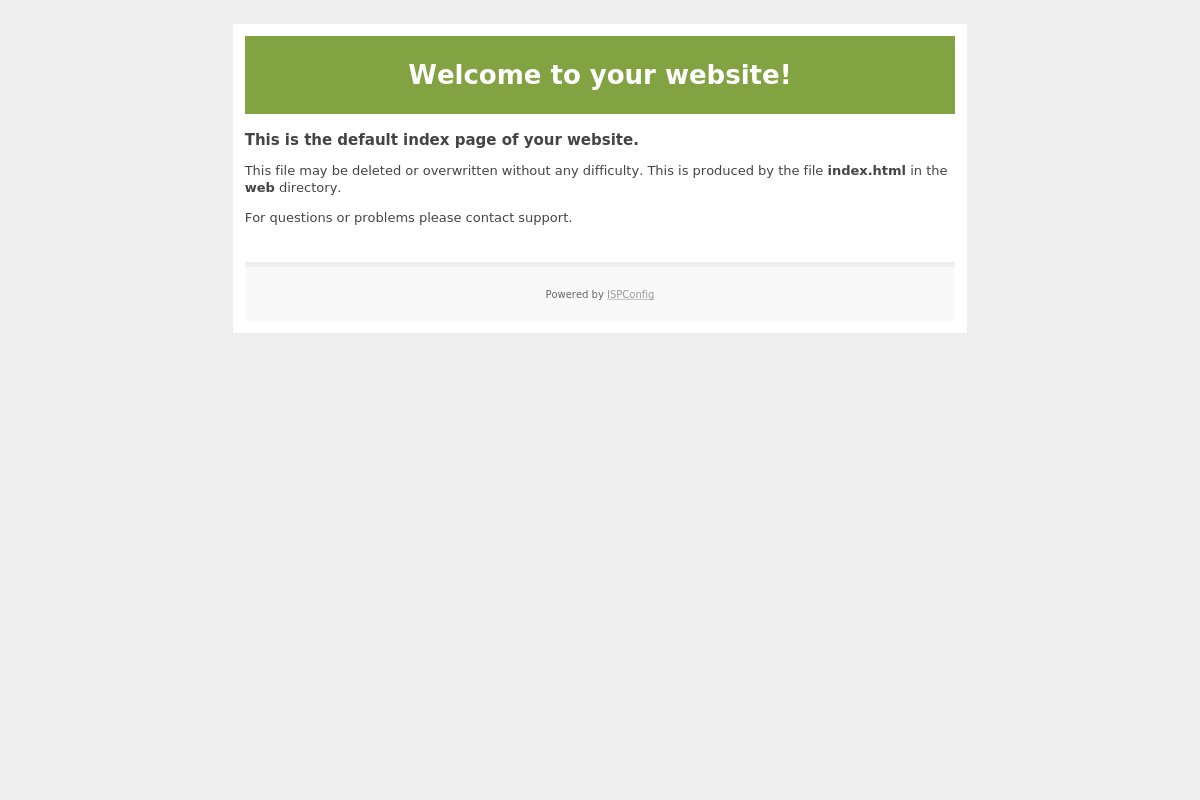 Welcome to your website!
This is the default index page of your website.
This file may be deleted or overwritten without any difficulty. This is produced by the file index.html in the
web directory.
For questions or problems please contact support.
Powered by ISPConfig